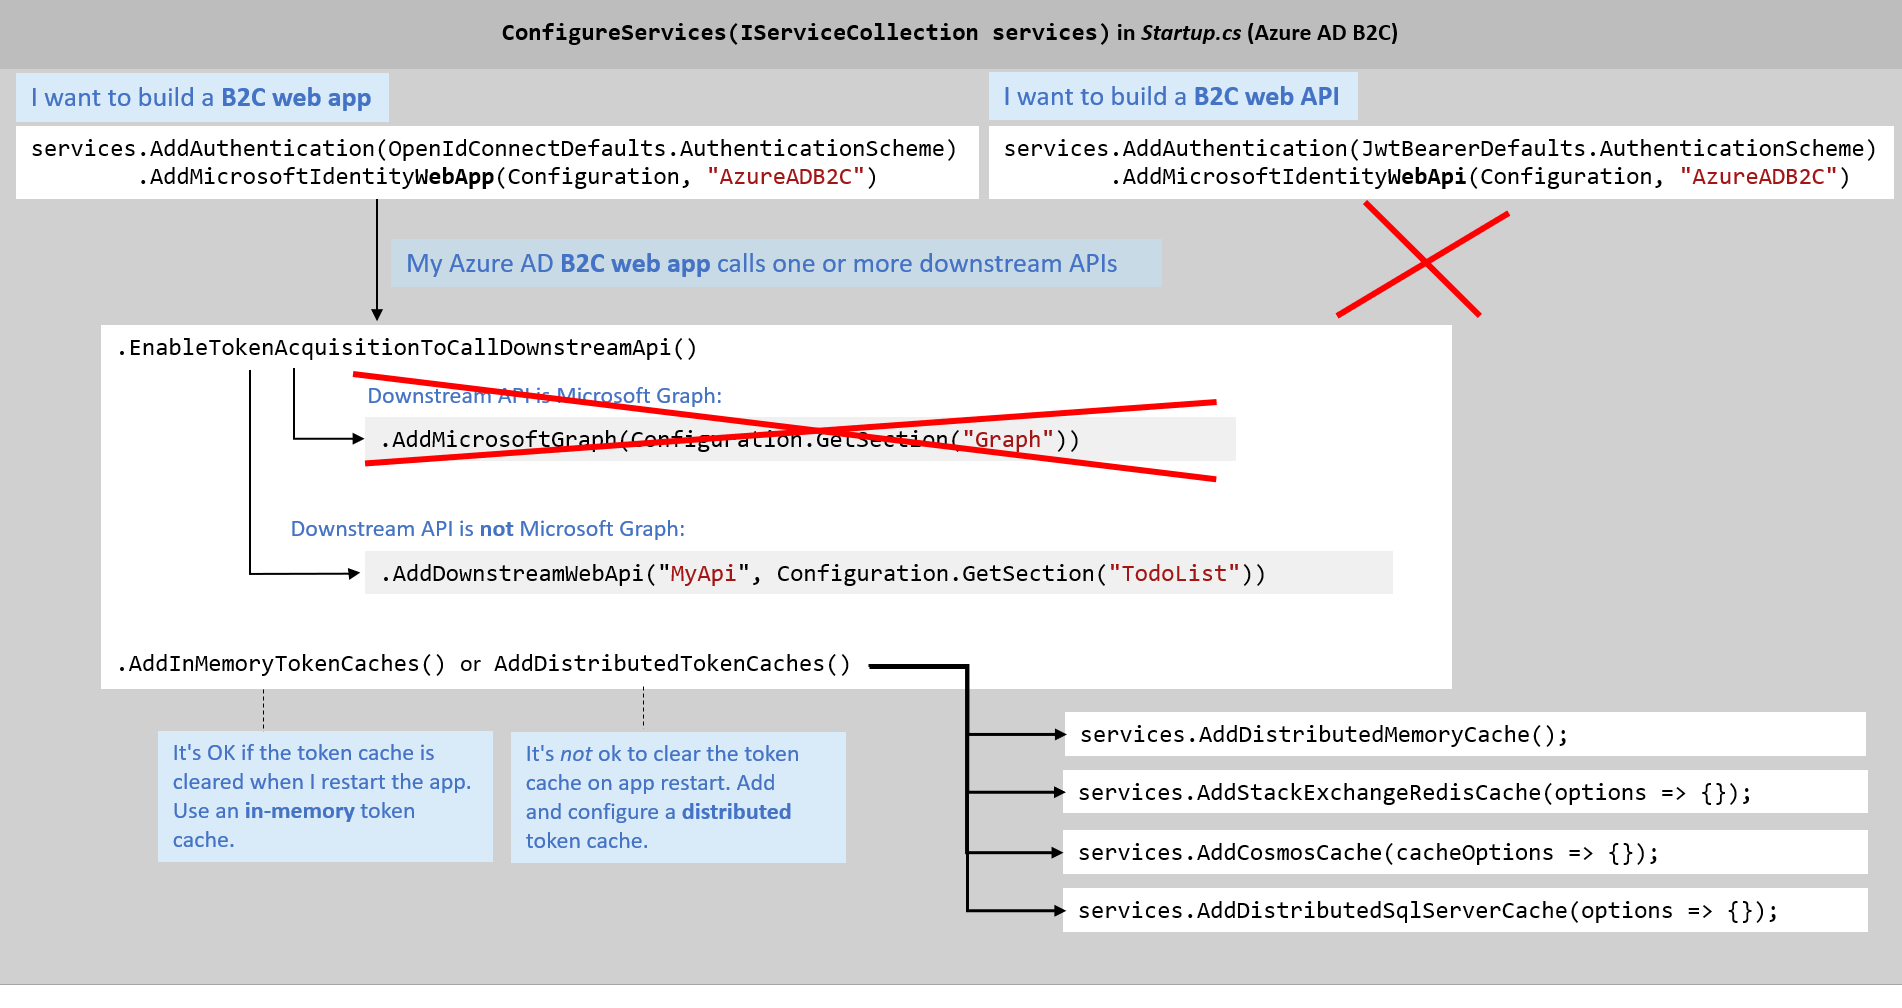 ConfigureServices(IServiceCollection services) in Startup.cs (Azure AD B2C)
I want to build a B2C web app
services.AddAuthentication(OpenIdConnectDefaults.AuthenticationScheme)
.AddMicrosoftIdentityWebApp(Configuration, "AzureADB2C")
I want to build a B2C web API
services.AddAuthentication(JwtBearerDefaults.AuthenticationScheme)
.AddMicrosoftIdentityWebApi(Configuration, "AzureADB2C")
My Azure AD B2C web app calls one or more downstream APIs
.EnableTokenAcquisitionToCallDownstreamApi()
Downstream API is Microsoft Graph:
.AddMicrosoftGraph(Configuration.GetSection("Graph"))
Downstream API is not Microsoft Graph:
.AddDownstreamWebApi("MyApi", Configuration.GetSection("TodoList"))
.AddInMemoryTokenCaches() or AddDistributedTokenCaches()
It's OK if the token cache is
cleared when I restart the app.
Use an in-memory token
cache.
It's not ok to clear the token
cache on app restart. Add
and configure a distributed
token cache.
services.AddDistributedMemoryCache();
services.AddStackExchangeRedisCache(options => {});
services.AddCosmosCache(cacheOptions => {});
services.AddDistributedSqlServerCache(options => {});